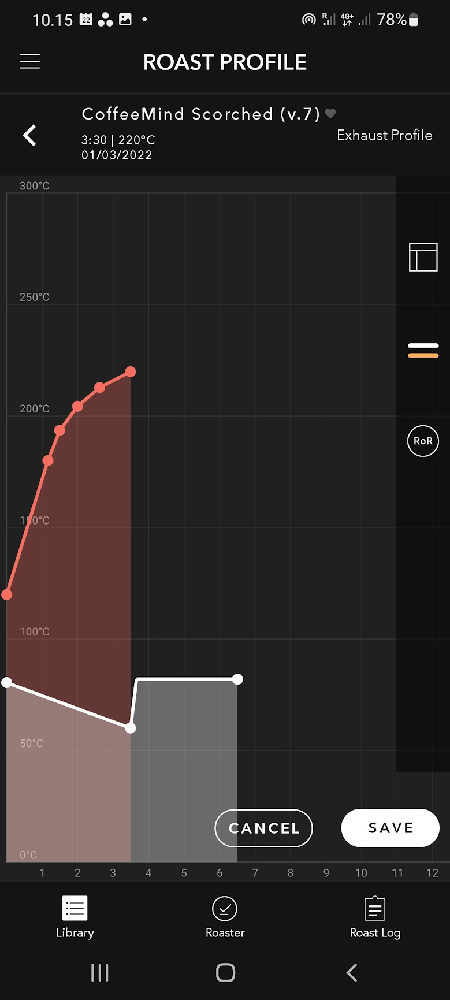 10.15 22 R 4G+ 78%
ROAST PROFILE
CoffeeMind Scorched (v.7)
3:30 | 220°C
01/03/2022
Exhaust Profile
300°C
250°C
200°C
150°C
100°C
50°C
0°C
RoR
CANCEL
SAVE
1 2 3 4 5 6 7 8 9 10 11 12
Library
Roaster
Roast Log